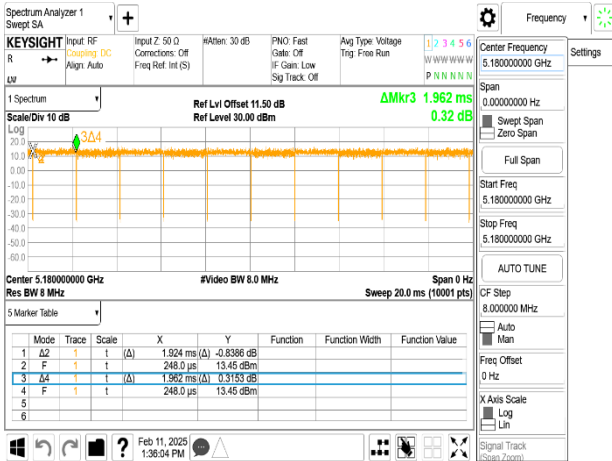 Spectrum Analyzer 1
Swept SA
Frequency
Settings
KEYSIGHT
R
Input: RF
Coupling: DC
Align: Auto
Input Z: 50 Ω
Corrections: Off
Freq Ref: Int (S)
#Atten: 30 dB
PNO: Fast
Gate: Off
IF Gain: Low
Sig Track: Off
Avg Type: Voltage
Trig: Free Run
1 2 3 4 5 6
W W W W W W
P N N N N N
1 Spectrum
Scale/Div 10 dB
Log
Ref Lvl Offset 11.50 dB
Ref Level 30.00 dBm
ΔMkr3 1.962 ms
0.32 dB
3Δ4
20.0
10.0
0.00
-10.0
-20.0
-30.0
-40.0
-50.0
-60.0
Center 5.180000000 GHz
Res BW 8 MHz
#Video BW 8.0 MHz
Span 0 Hz
Sweep 20.0 ms (10001 pts)
5 Marker Table
Mode Trace Scale X Y Function Function Width Function Value
1 Δ2 1 t (Δ) 1.924 ms (Δ) -0.8386 dB
2 F 1 t 248.0 µs 13.45 dBm
3 Δ4 1 t (Δ) 1.962 ms (Δ) 0.3153 dB
4 F 1 t 248.0 µs 13.45 dBm
5
6
Feb 11, 2025
1:36:04 PM
Center Frequency
5.180000000 GHz
Span
0.00000000 Hz
Swept Span
Zero Span
Full Span
Start Freq
5.180000000 GHz
Stop Freq
5.180000000 GHz
AUTO TUNE
CF Step
8.000000 MHz
Auto
Man
Freq Offset
0 Hz
X Axis Scale
Log
Lin
Signal Track
(Span Zoom)